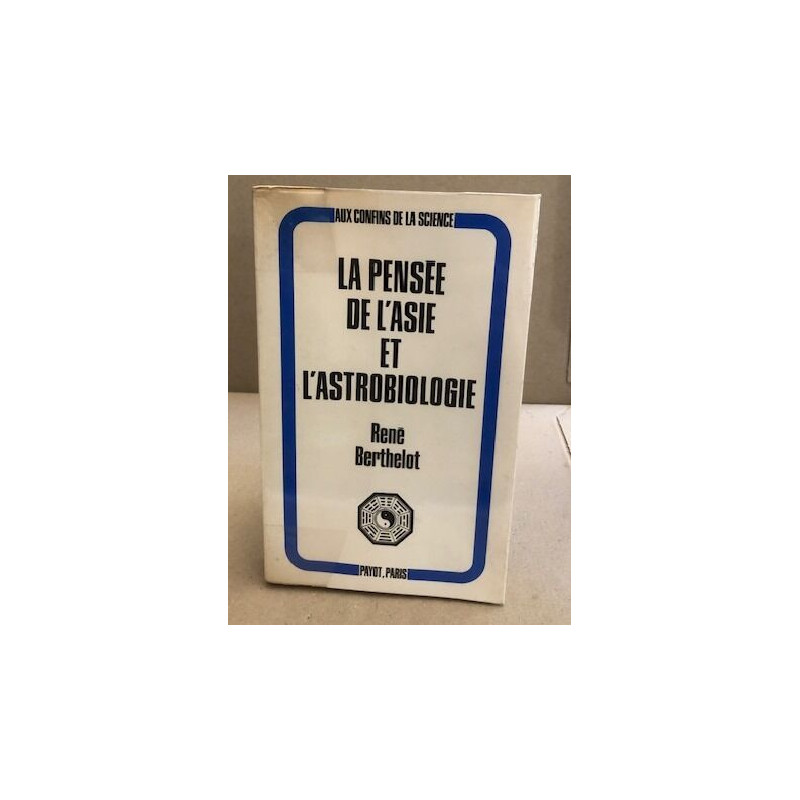 AUX CONFINS DE LA SCIENCE
LA PENSÉE
DE L'ASIE
ET
L'ASTROBIOLOGIE
René
Berthelot
PAYOT, PARIS